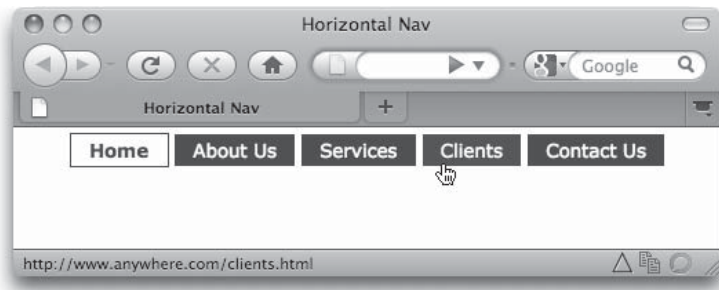 Horizontal Nav
Google
Horizontal Nav
Home About Us Services Clients Contact Us
http://www.anywhere.com/clients.html